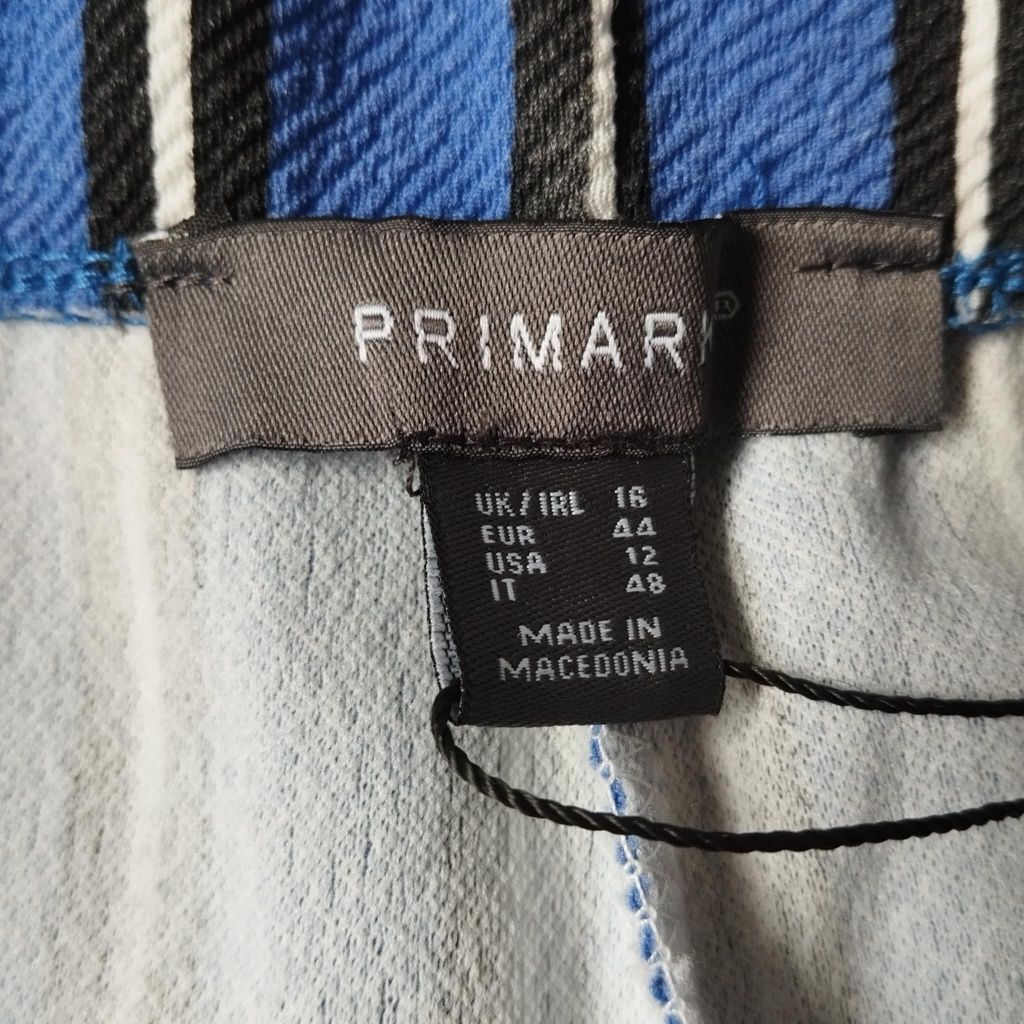 PRIMARK®
UK/IRL 16
EUR 44
USA 12
IT 48
MADE IN
MACEDONIA